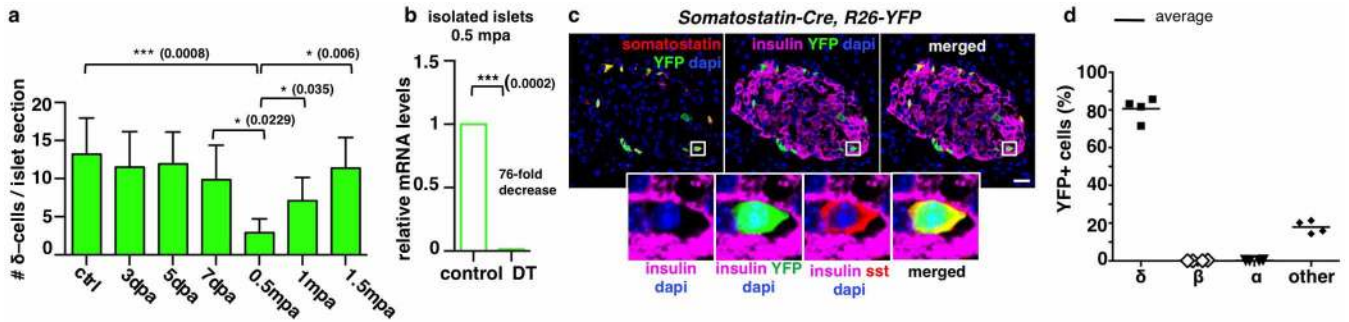 a
*** (0.0008)
* (0.006)
* (0.035)
* (0.0229)
# δ–cells / islet section
20
15
10
5
0
ctrl
3dpa
5dpa
7dpa
0.5mpa
1mpa
1.5mpa
b
isolated islets
0.5 mpa
relative mRNA levels
1.5
1
0.5
0
*** (0.0002)
76-fold
decrease
control DT
c
Somatostatin-Cre, R26-YFP
somatostatin
YFP dapi
insulin YFP dapi
merged
insulin
dapi
insulin YFP
dapi
insulin sst
dapi
merged
d
average
YFP+ cells (%)
100
80
60
40
20
0
δ
β
α
other